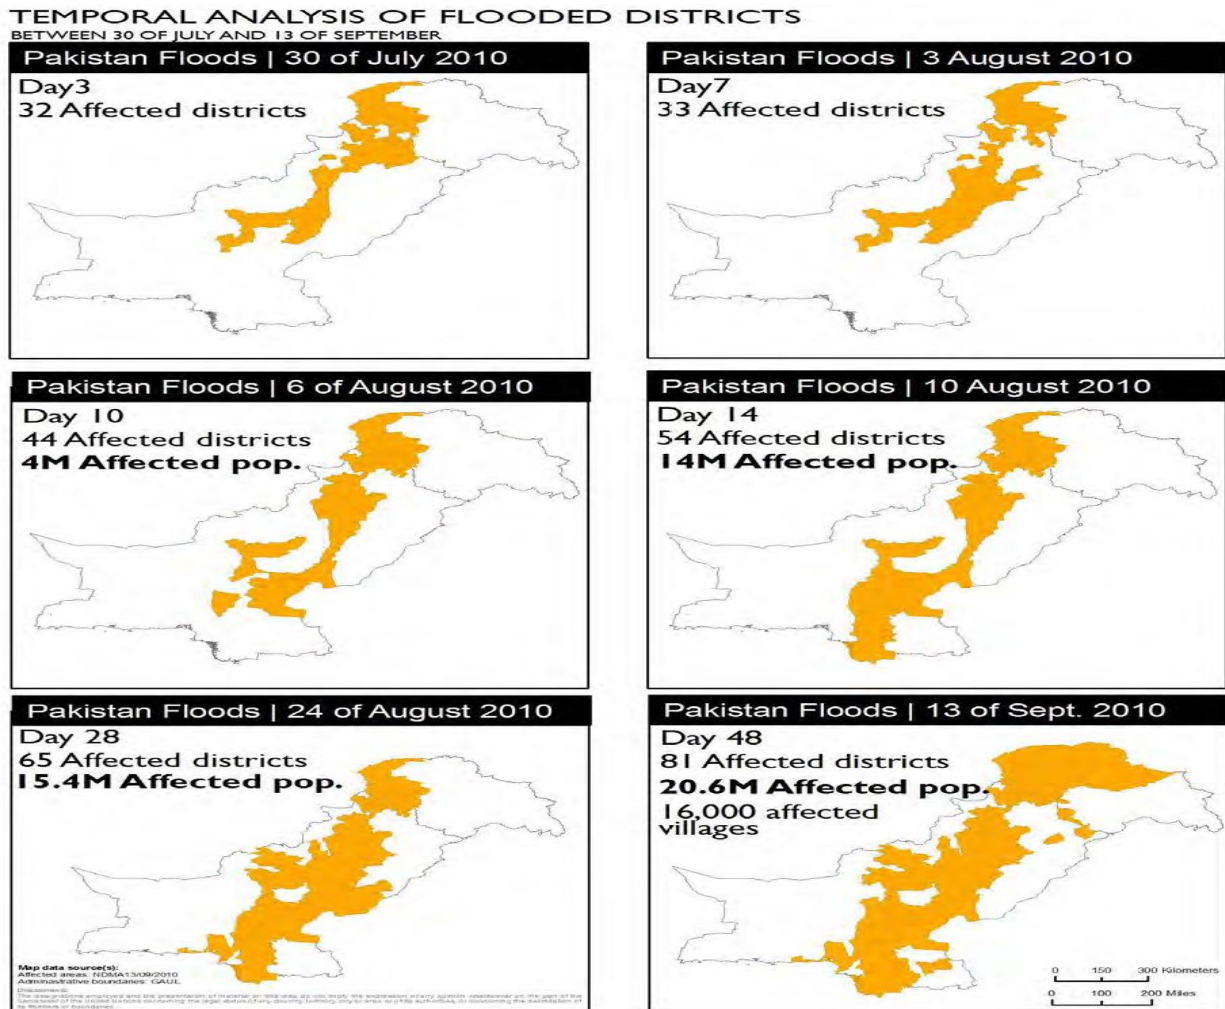 TEMPORAL ANALYSIS OF FLOODED DISTRICTS
BETWEEN 30 OF JULY AND 13 OF SEPTEMBER
Pakistan Floods | 30 of July 2010
Day3
32 Affected districts
Pakistan Floods | 3 August 2010
Day7
33 Affected districts
Pakistan Floods | 6 of August 2010
Day 10
44 Affected districts
4M Affected pop.
Pakistan Floods | 10 August 2010
Day 14
54 Affected districts
14M Affected pop.
Pakistan Floods | 24 of August 2010
Day 28
65 Affected districts
15.4M Affected pop.
Map data source(s):
Affected areas: NDMA13/09/2010
Administrative boundaries: GAUL
Pakistan Floods | 13 of Sept. 2010
Day 48
81 Affected districts
20.6M Affected pop.
16,000 affected
villages
0 150 300 Kilometers
0 100 200 Miles